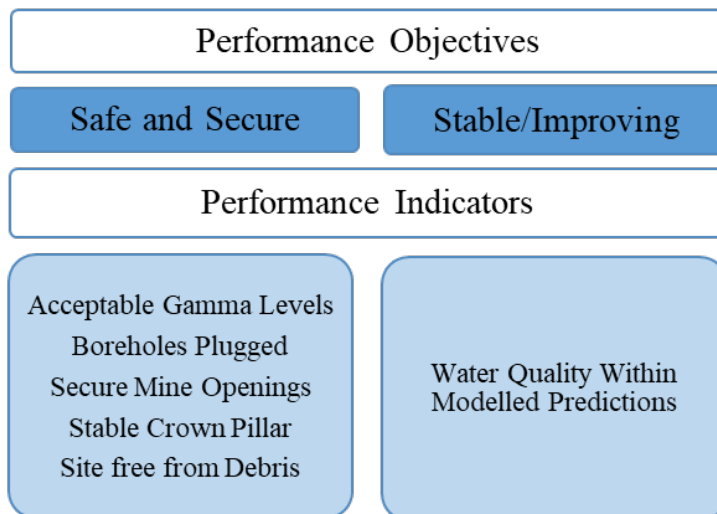 Performance Objectives
Safe and Secure
Stable/Improving
Performance Indicators
Acceptable Gamma Levels
Boreholes Plugged
Secure Mine Openings
Stable Crown Pillar
Site free from Debris
Water Quality Within
Modelled Predictions